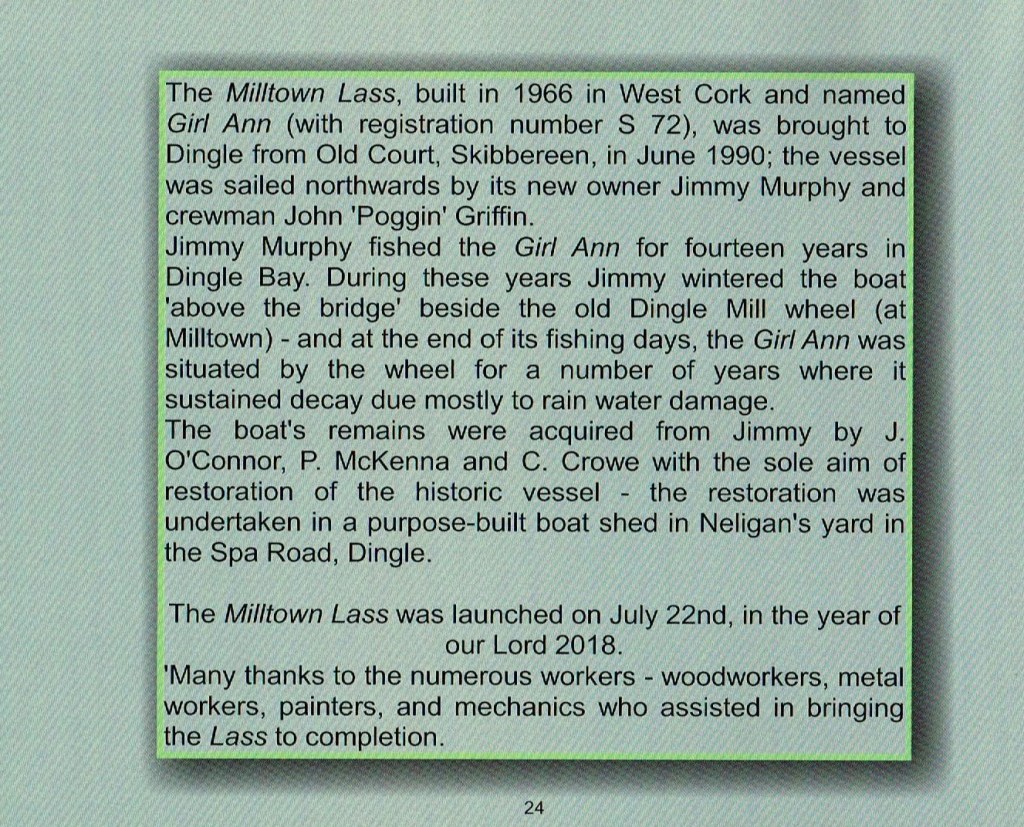 The Milltown Lass, built in 1966 in West Cork and named
Girl Ann (with registration number S 72), was brought to
Dingle from Old Court, Skibbereen, in June 1990; the vessel
was sailed northwards by its new owner Jimmy Murphy and
crewman John 'Poggin' Griffin.
Jimmy Murphy fished the Girl Ann for fourteen years in
Dingle Bay. During these years Jimmy wintered the boat
'above the bridge' beside the old Dingle Mill wheel (at
Milltown) - and at the end of its fishing days, the Girl Ann was
situated by the wheel for a number of years where it
sustained decay due mostly to rain water damage.
The boat's remains were acquired from Jimmy by J.
O'Connor, P. McKenna and C. Crowe with the sole aim of
restoration of the historic vessel - the restoration was
undertaken in a purpose-built boat shed in Neligan's yard in
the Spa Road, Dingle.
The Milltown Lass was launched on July 22nd, in the year of
our Lord 2018.
'Many thanks to the numerous workers - woodworkers, metal
workers, painters, and mechanics who assisted in bringing
the Lass to completion.
24